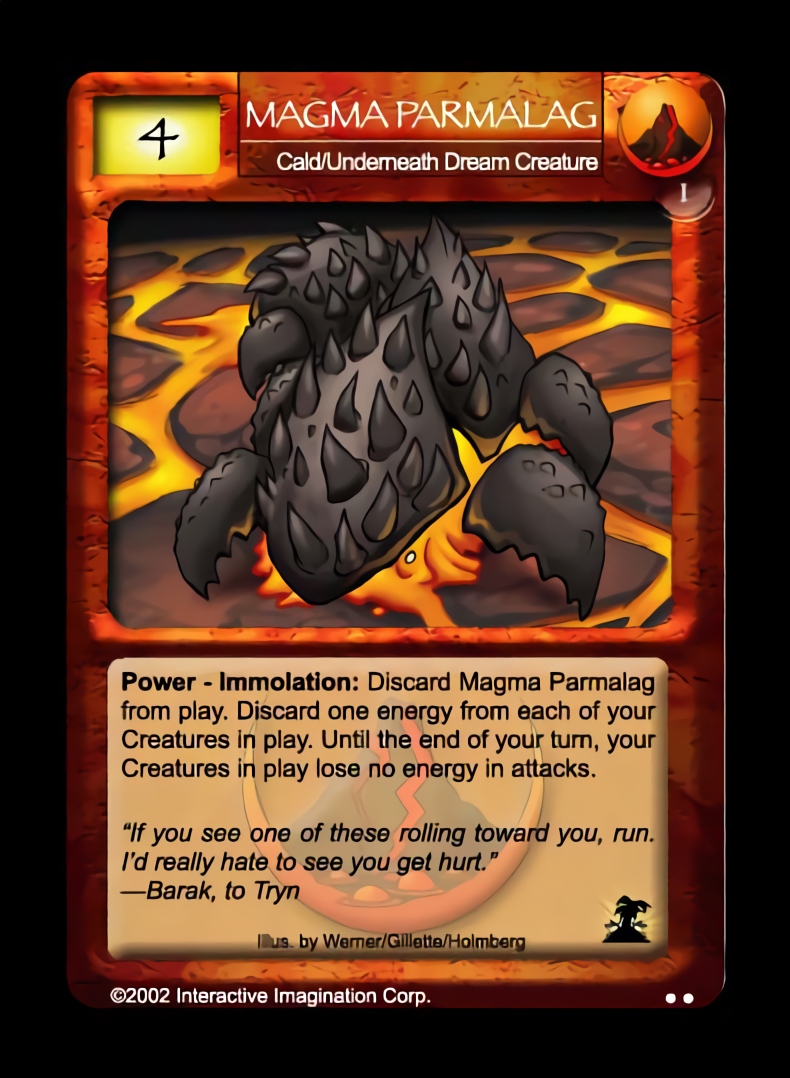 4
MAGMA PARMALAG
Cald/Underneath Dream Creature
I
Power - Immolation: Discard Magma Parmalag
from play. Discard one energy from each of your
Creatures in play. Until the end of your turn, your
Creatures in play lose no energy in attacks.
“If you see one of these rolling toward you, run.
I’d really hate to see you get hurt.”
—Barak, to Tryn
Illus. by Werner/Gillette/Holmberg
©2002 Interactive Imagination Corp.